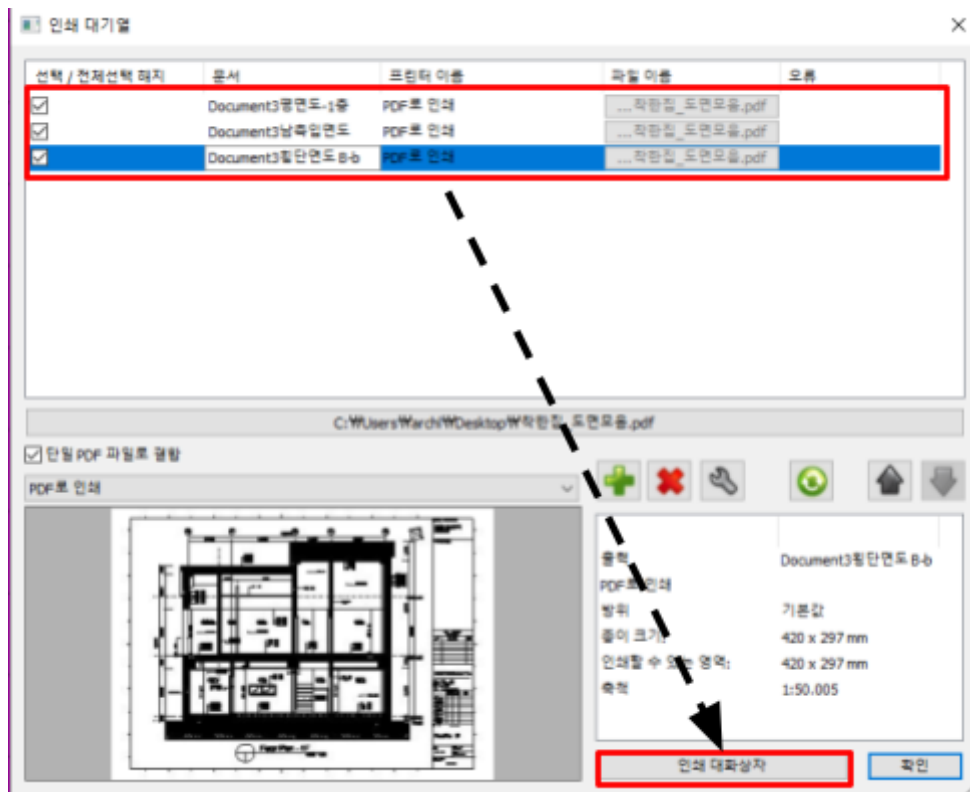 인쇄 대기열
선택 / 전체선택 해지 문서 프린터 이름 파일 이름 오류
Document3평면도-1층 PDF로 인쇄 ...착한집_도면모음.pdf
Document3남측입면도 PDF로 인쇄 ...착한집_도면모음.pdf
Document3횡단면도 B-b PDF로 인쇄 ...착한집_도면모음.pdf
C:₩Users₩archi₩Desktop₩착한집_도면모음.pdf
단일 PDF 파일로 결합
PDF로 인쇄
출력 Document3횡단면도 B-b
PDF로 인쇄
방위 기본값
종이 크기: 420 x 297 mm
인쇄할 수 있는 영역: 420 x 297 mm
축척 1:50.005
인쇄 대화상자 확인